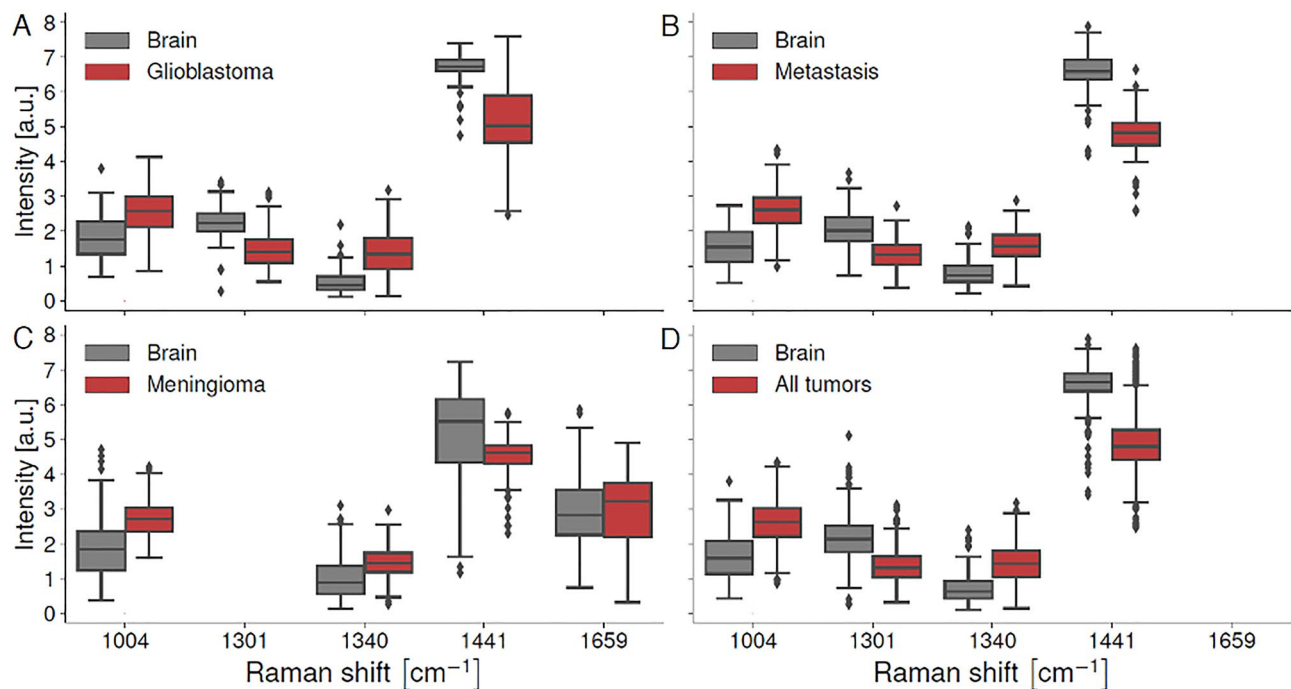 A
Brain
Glioblastoma
Intensity [a.u.]
8
7
6
5
4
3
2
1
0
B
Brain
Metastasis
C
Brain
Meningioma
Intensity [a.u.]
8
7
6
5
4
3
2
1
0
1004 1301 1340 1441 1659
Raman shift [cm⁻¹]
D
Brain
All tumors
1004 1301 1340 1441 1659
Raman shift [cm⁻¹]